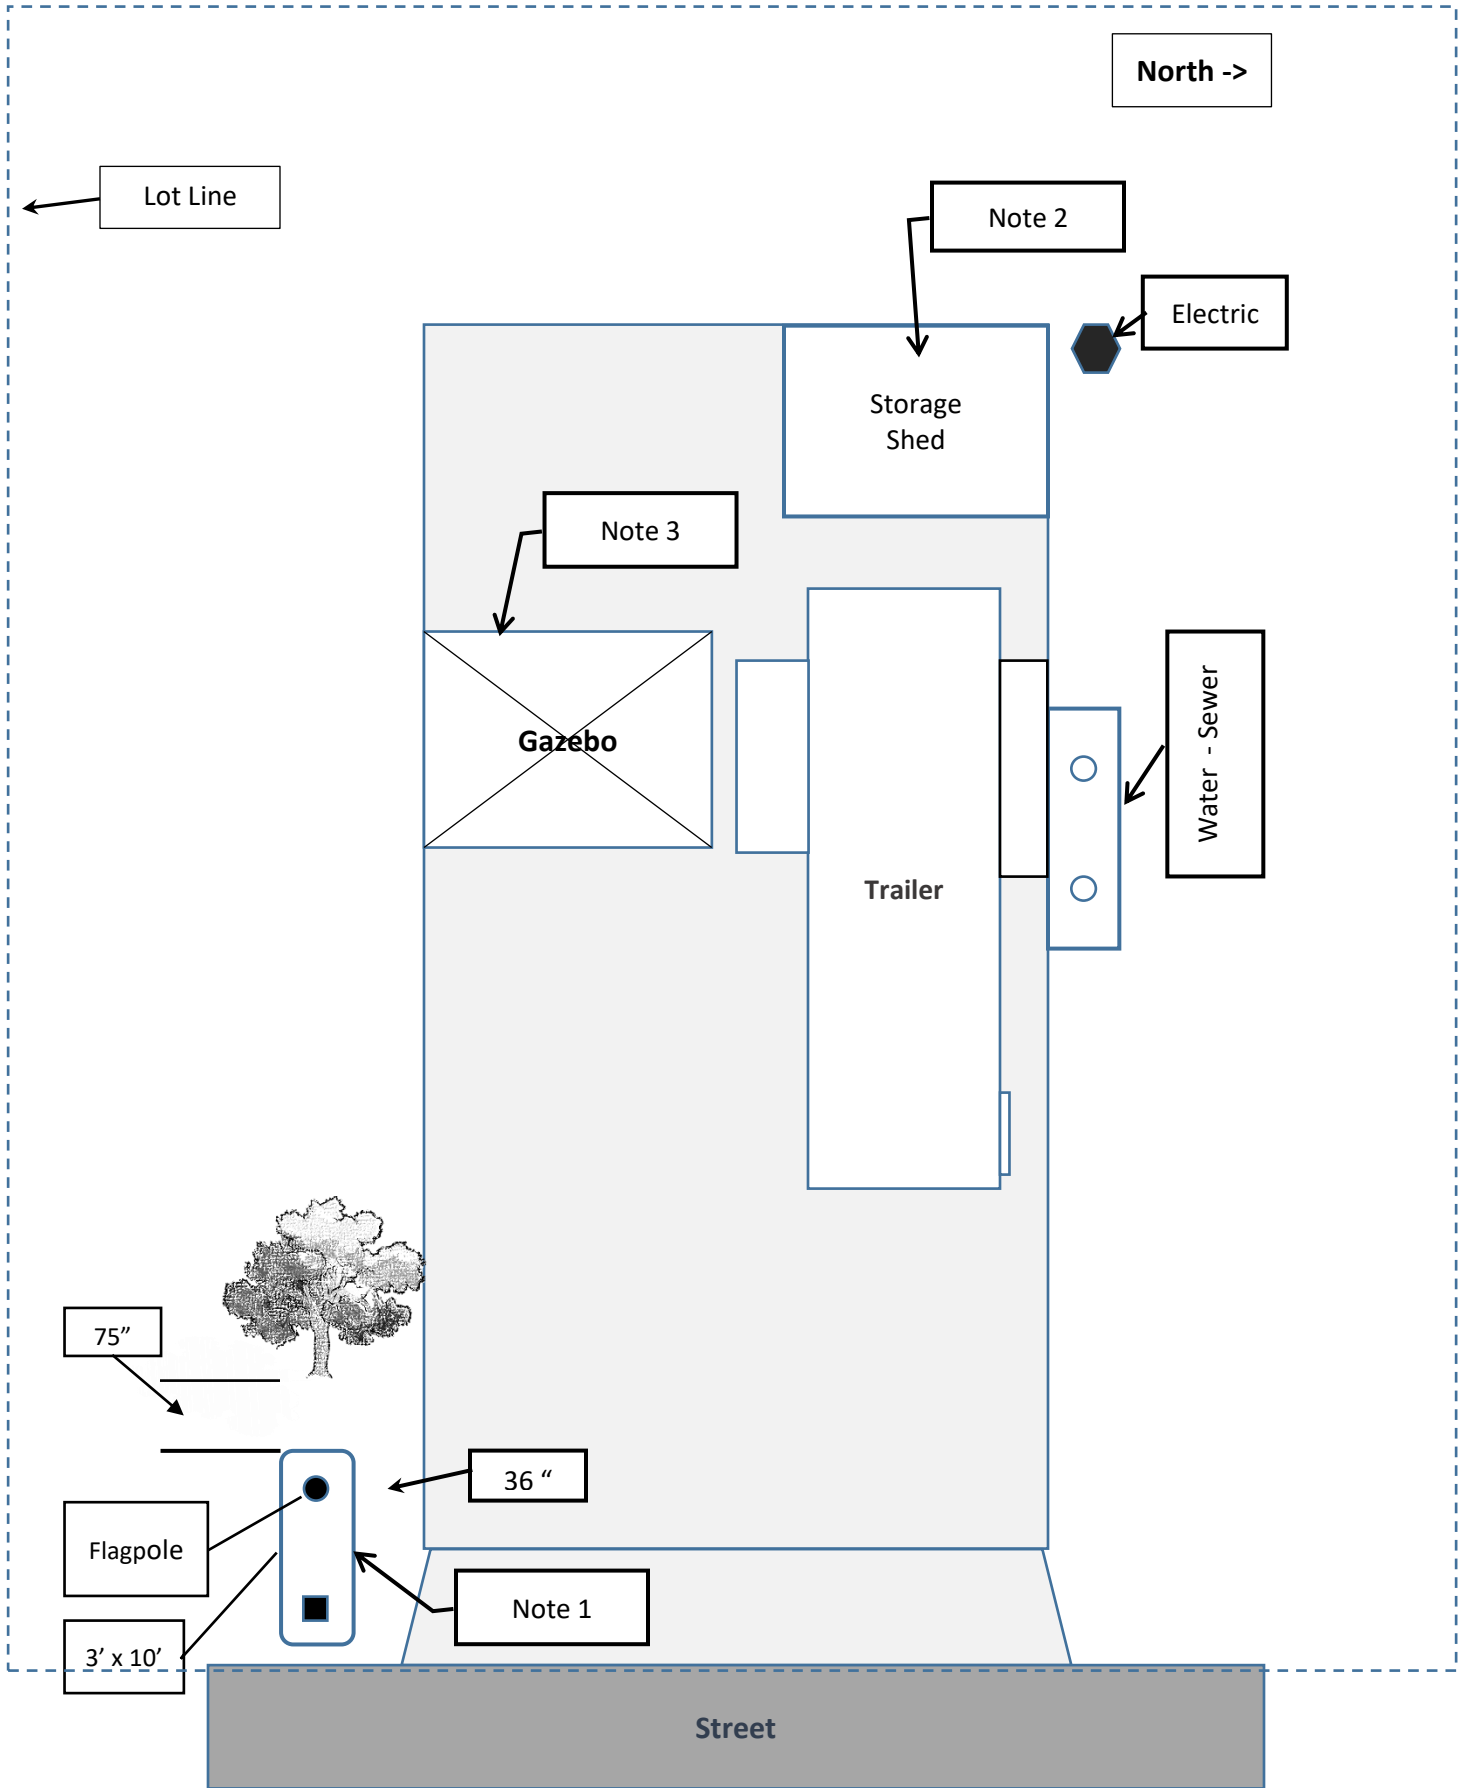 North ->
Lot Line
Note 2
Electric
Storage
Shed
Note 3
Water - Sewer
Gazebo
Trailer
75”
36 “
Flagpole
Note 1
3’ x 10’
Street